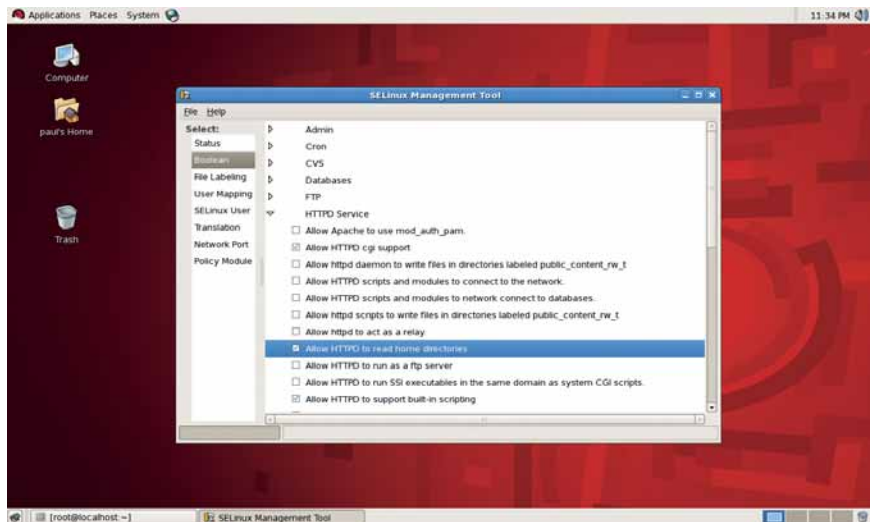 Applications Places System
11:34 PM
Computer
paul's Home
Trash
SELinux Management Tool
File Help
Select:
Status
Boolean
File Labeling
User Mapping
SELinux User
Translation
Network Port
Policy Module
Admin
Cron
CVS
Databases
FTP
HTTPD Service
Allow Apache to use mod_auth_pam.
Allow HTTPD cgi support
Allow httpd daemon to write files in directories labeled public_content_rw_t
Allow HTTPD scripts and modules to connect to the network.
Allow HTTPD scripts and modules to network connect to databases.
Allow httpd scripts to write files in directories labeled public_content_rw_t
Allow httpd to act as a relay.
Allow HTTPD to read home directories
Allow HTTPD to run as a ftp server
Allow HTTPD to run SSI executables in the same domain as system CGI scripts.
Allow HTTPD to support built-in scripting
[root@localhost:~]
SELinux Management Tool